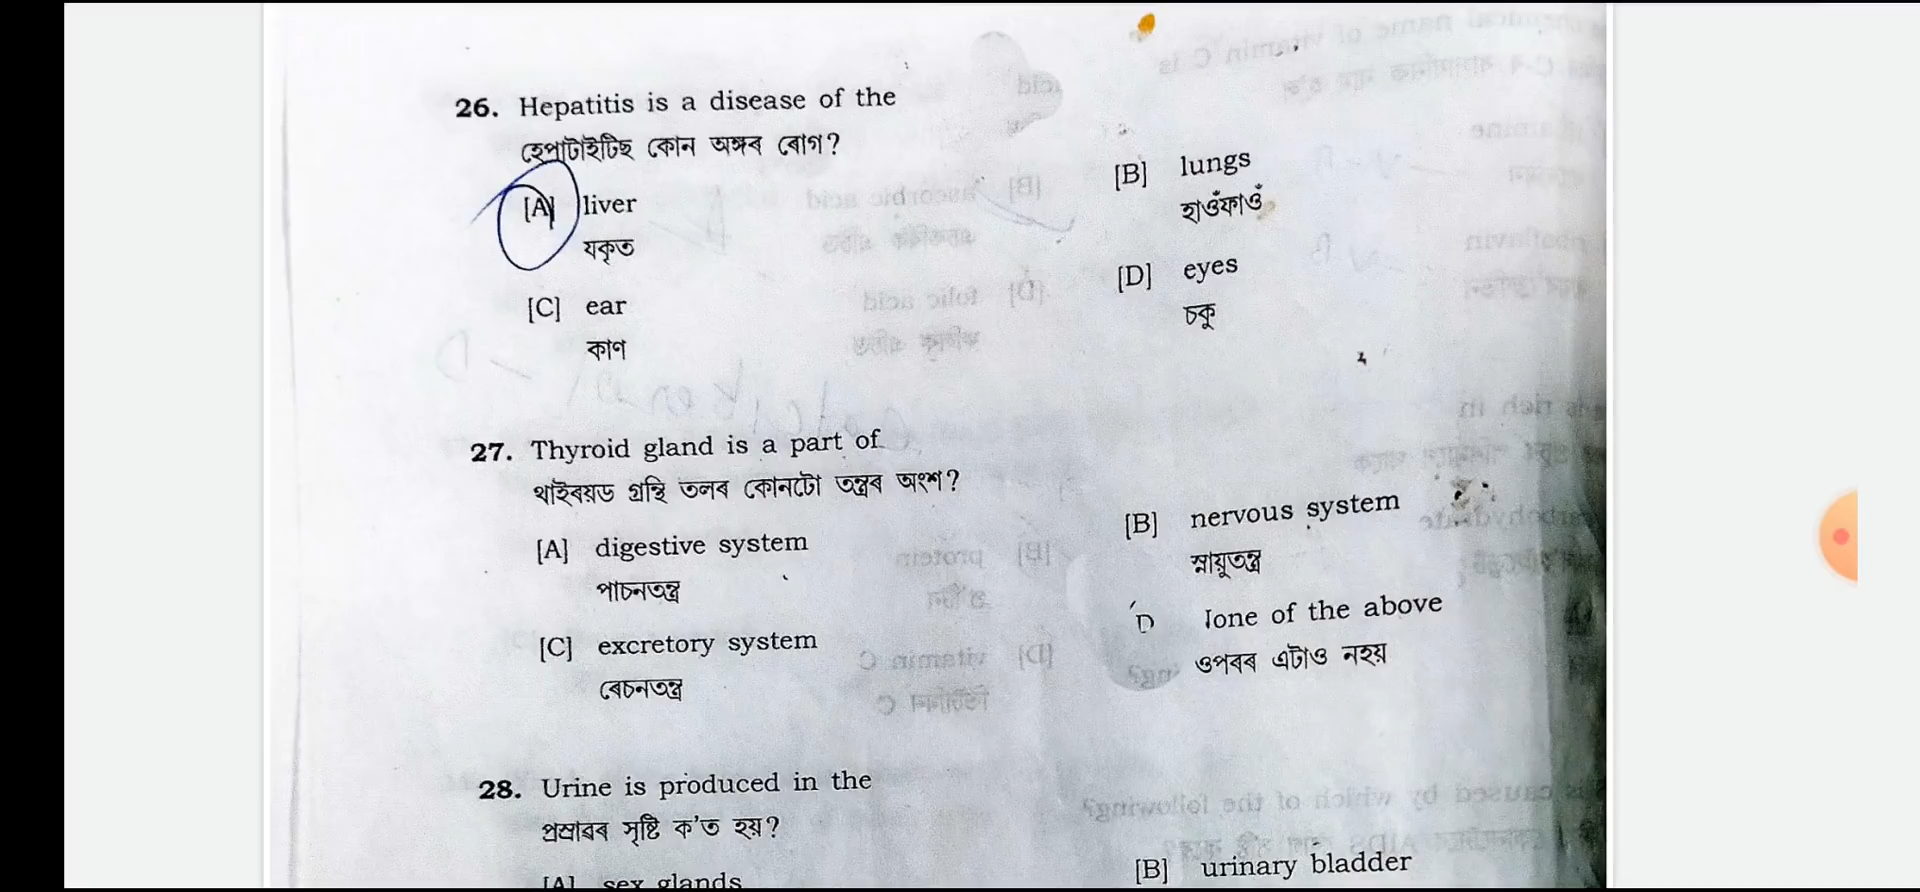 26. Hepatitis is a disease of the
হেপাটাইটিছ কোন অঙ্গৰ ৰোগ?
[A] liver
যকৃত
[B] lungs
হাওঁফাওঁ
[C] ear
কাণ
[D] eyes
চকু
27. Thyroid gland is a part of
থাইৰয়ড গ্ৰন্থি তলৰ কোনটো তন্ত্ৰৰ অংশ?
[A] digestive system
পাচনতন্ত্ৰ
[B] nervous system
স্নায়ুতন্ত্ৰ
[C] excretory system
ৰেচনতন্ত্ৰ
D of the above
ওপৰৰ এটাও নহয়
28. Urine is produced in the
প্ৰস্ৰাৱৰ সৃষ্টি ক'ত হয়?
[A] sex glands
[B] urinary bladder